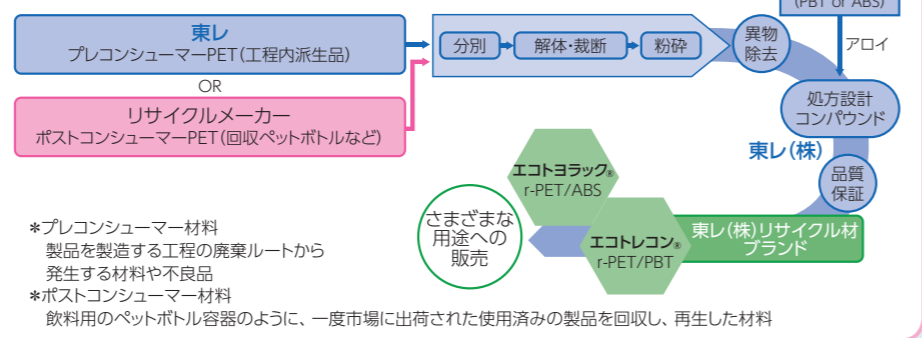 (PBT or ABS)
東レ
プレコンシューマーPET(工程内派生品)
OR
リサイクルメーカー
ポストコンシューマーPET(回収ペットボトルなど)
分別
解体・裁断
粉砕
異物
除去
アロイ
処方設計
コンパウンド
東レ(株)
品質
保証
東レ(株)リサイクル材
ブランド
エコトヨラック®
r-PET/ABS
エコトレコン®
r-PET/PBT
さまざまな
用途への
販売
*プレコンシューマー材料
製品を製造する工程の廃棄ルートから
発生する材料や不良品
*ポストコンシューマー材料
飲料用のペットボトル容器のように、一度市場に出荷された使用済みの製品を回収し、再生した材料